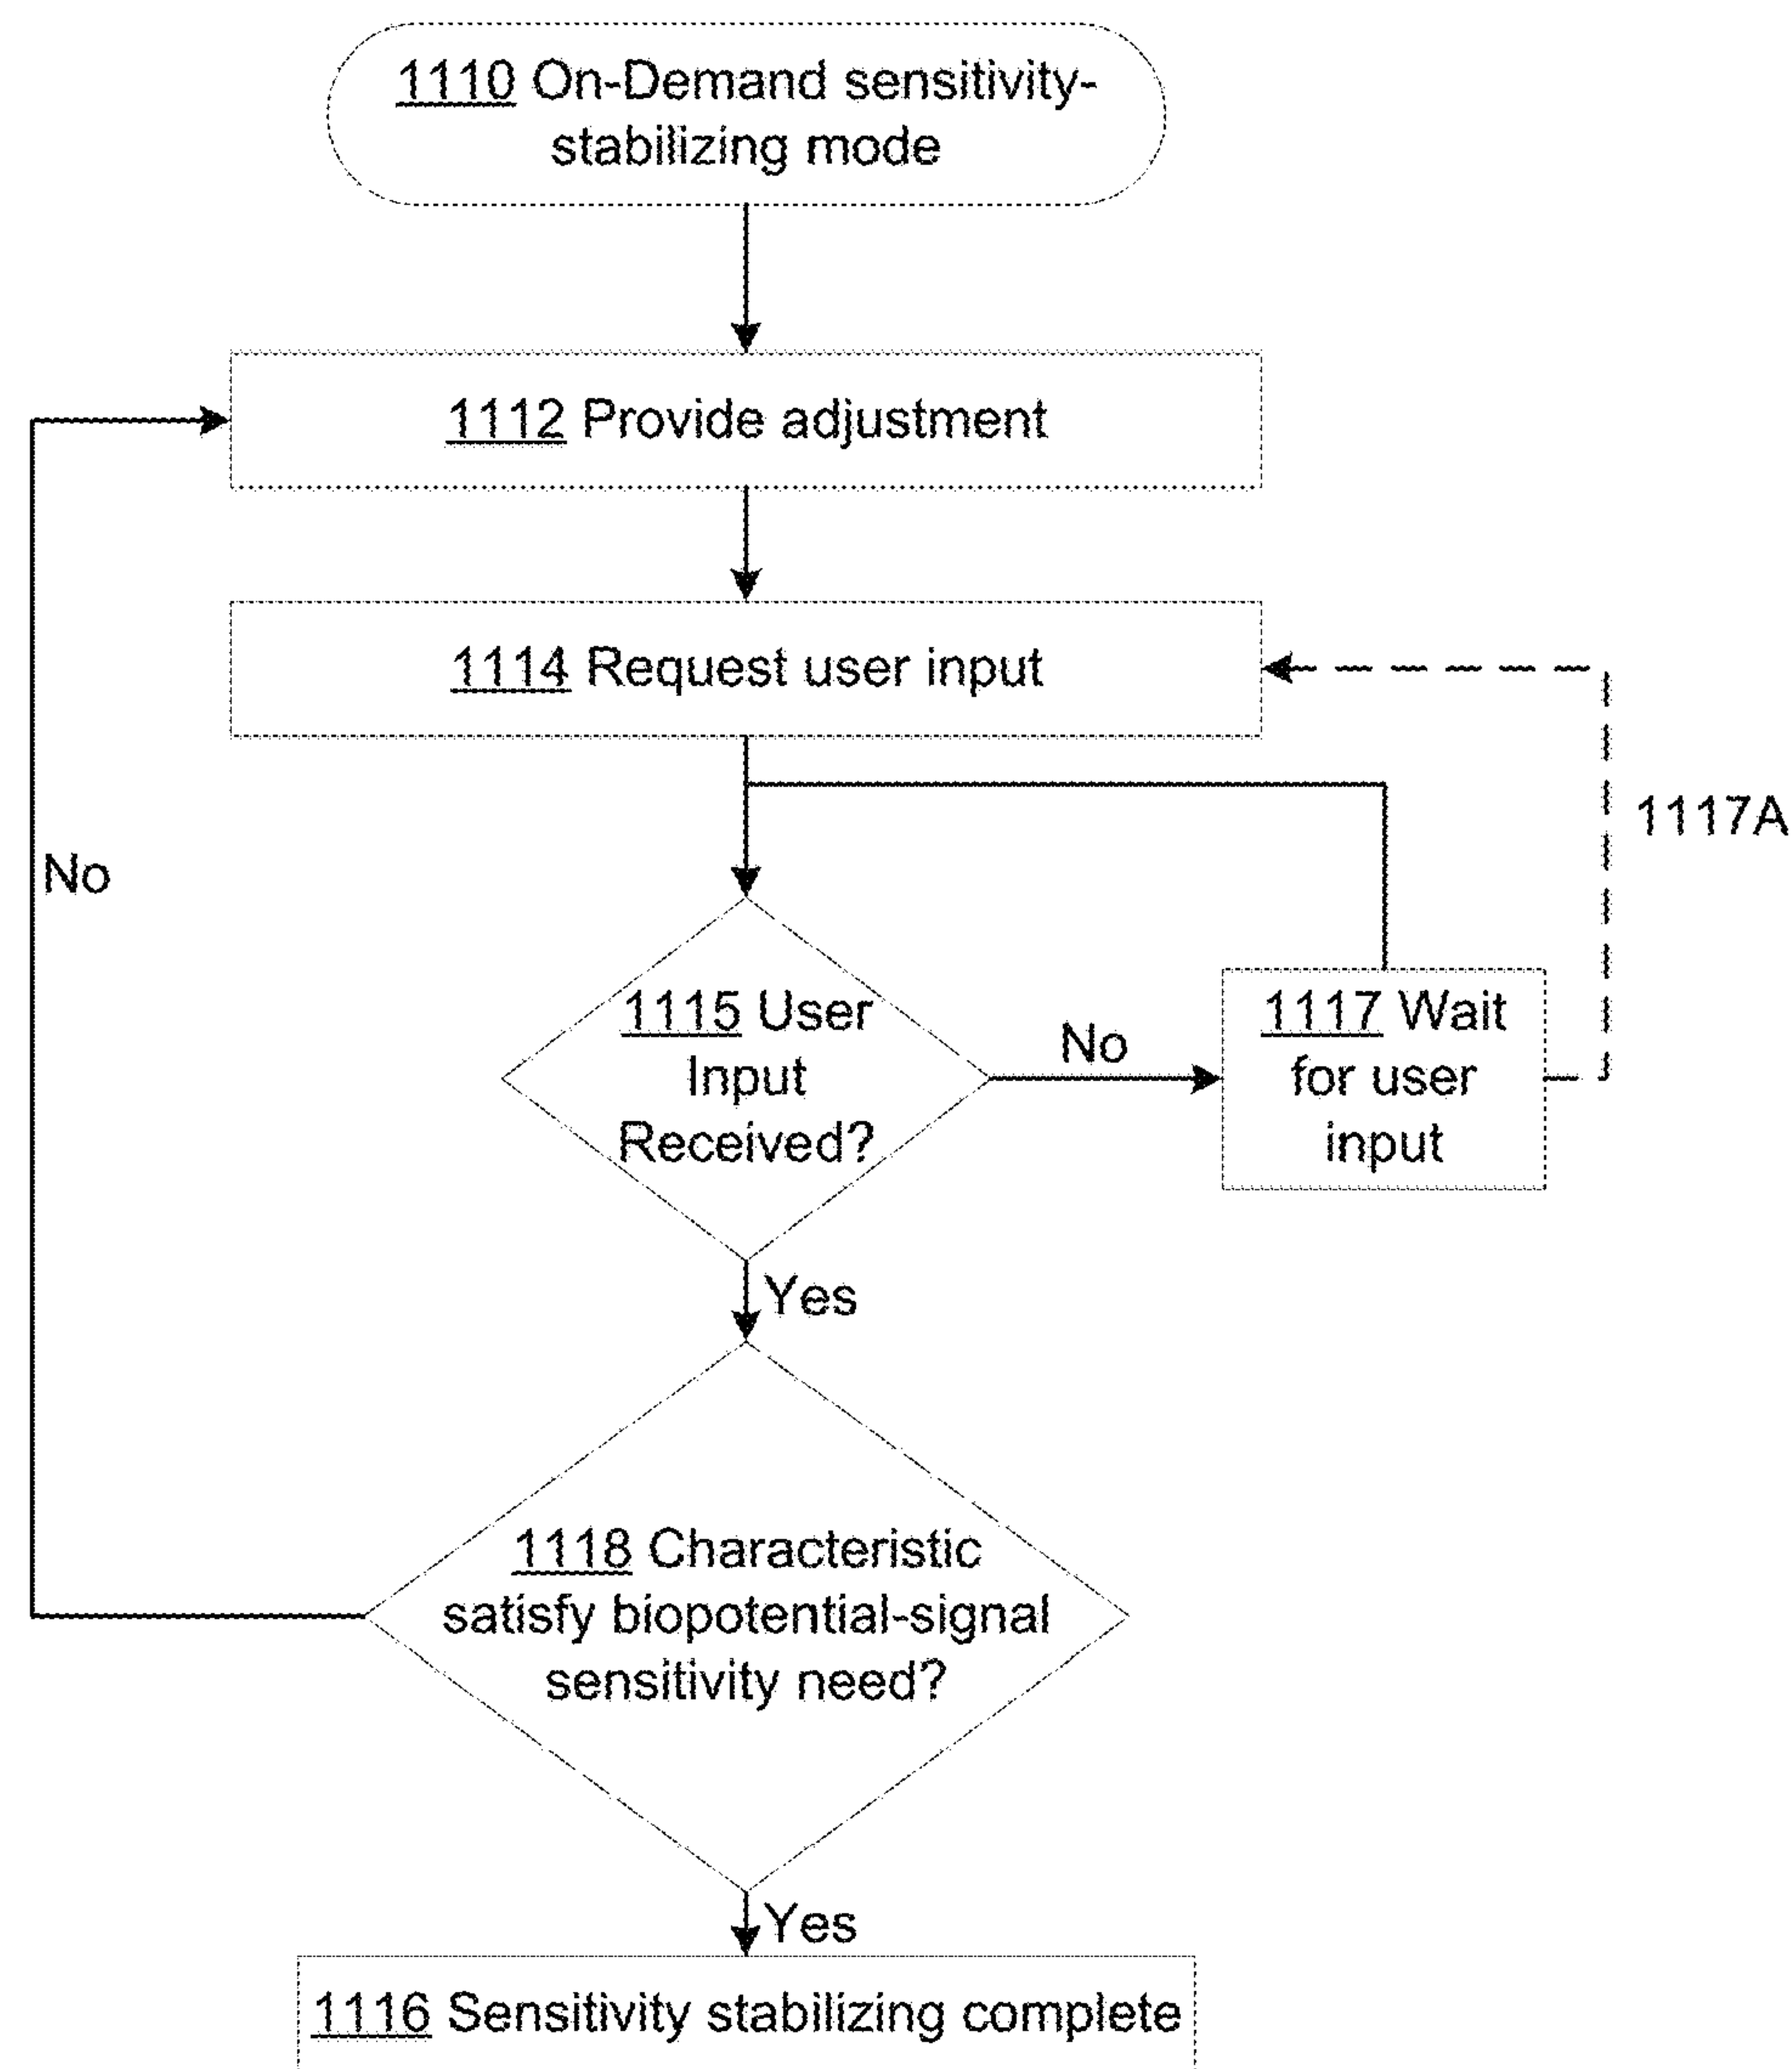 1110 On-Demand sensitivity-
stabilizing mode
1112 Provide adjustment
1114 Request user input
1117A
No
1115 User
Input
Received?
No
1117 Wait
for user
input
Yes
1118 Characteristic
satisfy biopotential-signal
sensitivity need?
Yes
1116 Sensitivity stabilizing complete